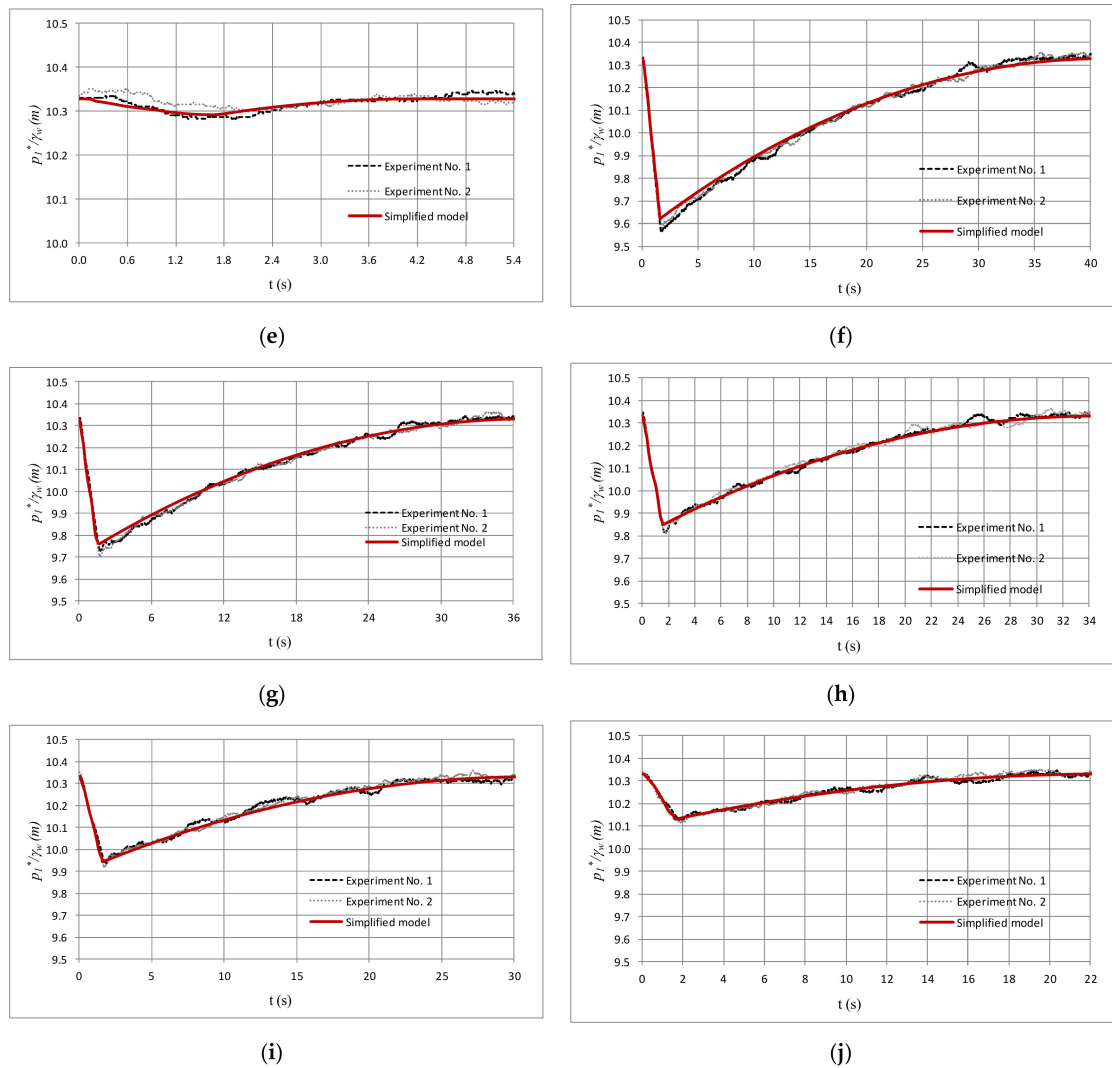 10.5
10.4
10.3
10.2
10.1
10.0
p₁*/γw (m)
Experiment No. 1
Experiment No. 2
Simplified model
0.0 0.6 1.2 1.8 2.4 3.0 3.6 4.2 4.8 5.4
t (s)
(e)
10.5
10.4
10.3
10.2
10.1
10.0
9.9
9.8
9.7
9.6
9.5
p₁*/γw (m)
Experiment No. 1
Experiment No. 2
Simplified model
0 5 10 15 20 25 30 35 40
t (s)
(f)
10.5
10.4
10.3
10.2
10.1
10.0
9.9
9.8
9.7
9.6
9.5
p₁*/γw (m)
Experiment No. 1
Experiment No. 2
Simplified model
0 6 12 18 24 30 36
t (s)
(g)
10.5
10.4
10.3
10.2
10.1
10.0
9.9
9.8
9.7
9.6
9.5
p₁*/γw (m)
Experiment No. 1
Experiment No. 2
Simplified model
0 2 4 6 8 10 12 14 16 18 20 22 24 26 28 30 32 34
t (s)
(h)
10.5
10.4
10.3
10.2
10.1
10.0
9.9
9.8
9.7
9.6
9.5
p₁*/γw (m)
Experiment No. 1
Experiment No. 2
Simplified model
0 5 10 15 20 25 30
t (s)
(i)
10.5
10.4
10.3
10.2
10.1
10.0
9.9
9.8
9.7
9.6
9.5
p₁*/γw (m)
Experiment No. 1
Experiment No. 2
Simplified model
0 2 4 6 8 10 12 14 16 18 20 22
t (s)
(j)